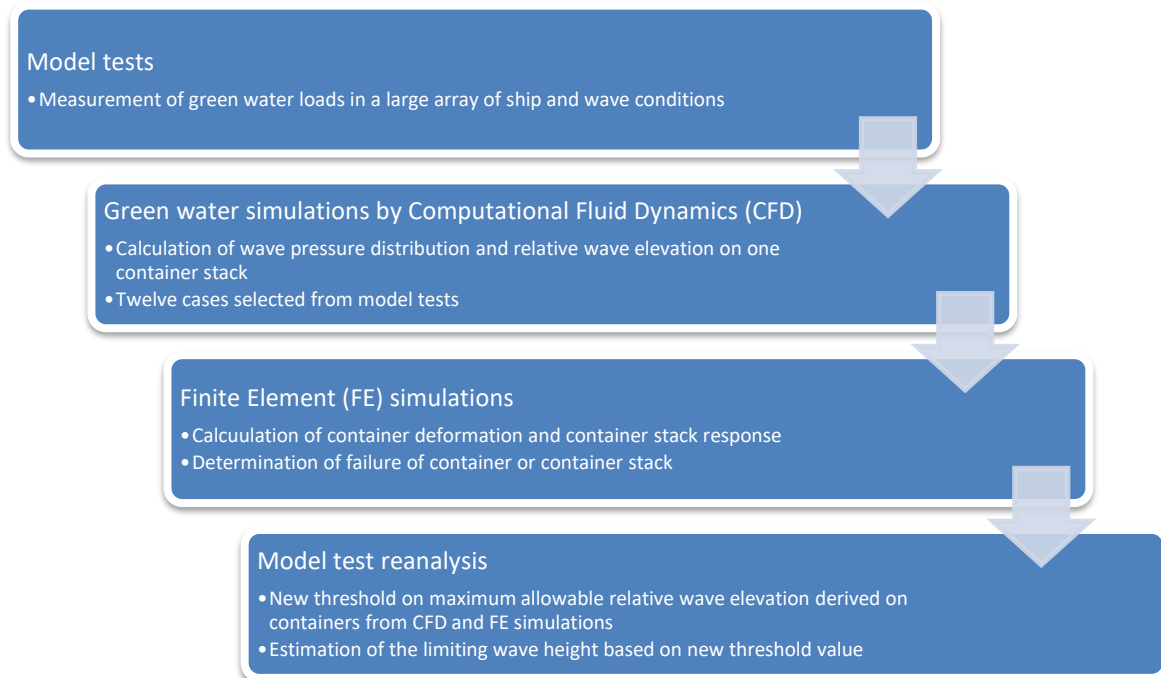 Model tests
•Measurement of green water loads in a large array of ship and wave conditions
Green water simulations by Computational Fluid Dynamics (CFD)
•Calculation of wave pressure distribution and relative wave elevation on one
container stack
•Twelve cases selected from model tests
Finite Element (FE) simulations
•Calcuulation of container deformation and container stack response
•Determination of failure of container or container stack
Model test reanalysis
•New threshold on maximum allowable relative wave elevation derived on
containers from CFD and FE simulations
•Estimation of the limiting wave height based on new threshold value